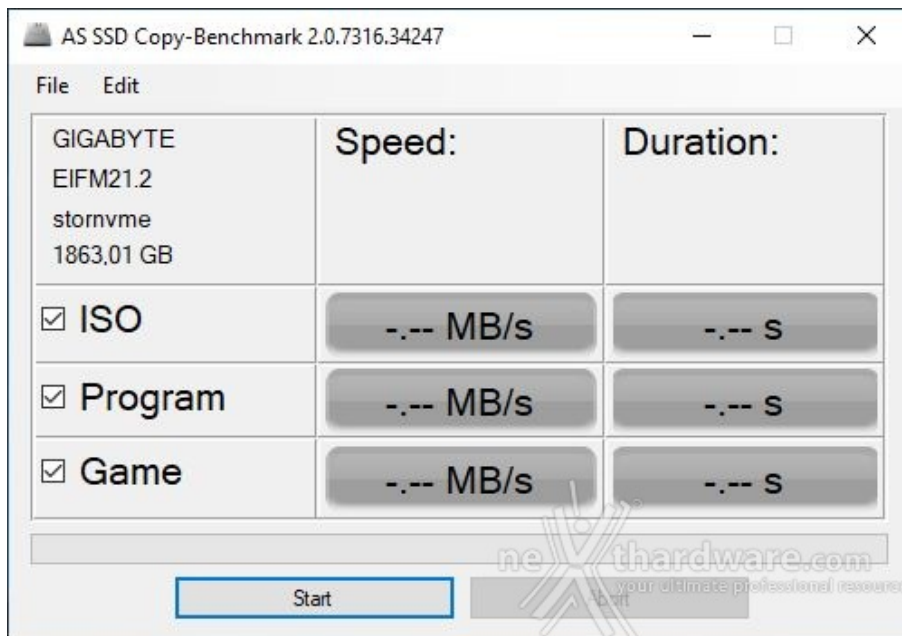 AS SSD Copy-Benchmark 2.0.7316.34247
File Edit
GIGABYTE
EIFM21.2
stornvme
1863,01 GB
Speed:
Duration:
ISO
-.-- MB/s
-.-- s
Program
-.-- MB/s
-.-- s
Game
-.-- MB/s
-.-- s
nexthardware.com
your ultimate professional resource
Start
Abort